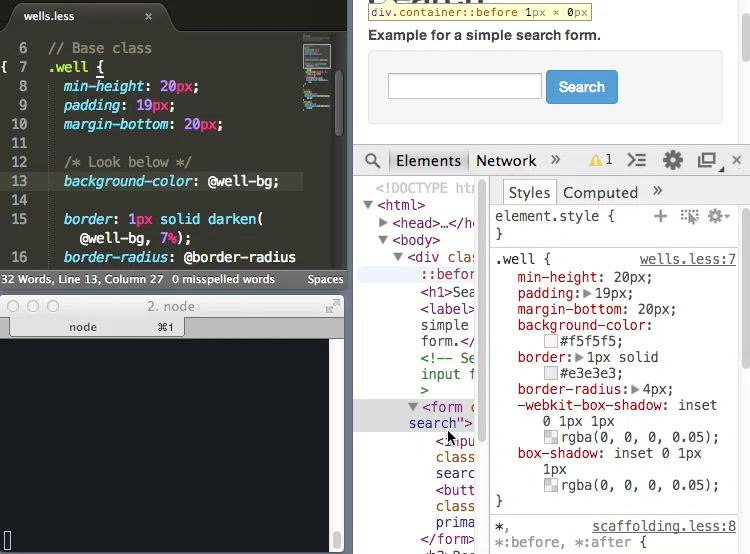 wells.less ×
6 // Base class
{ 7 .well {
8 min-height: 20px;
9 padding: 19px;
10 margin-bottom: 20px;
11
12 /* Look below */
13 background-color: @well-bg;
14
15 border: 1px solid darken(
@well-bg, 7%);
16 border-radius: @border-radius
32 Words, Line 13, Column 27 0 misspelled words Spaces
2. node
node ⌘1
div.container::before 1px × 0px
Example for a simple search form.
Search
Elements Network » 1
<!DOCTYPE htm
▼<html>
▶<head>…</h
▼<body>
▼<div clas
::befor
<h1>Sea
<label>
simple
form.</
<!-- Se
input f
>
▼<form c
search">
<inpu
class
searc
<butt
class
prima
</form>
Styles Computed »
element.style {
}
.well { wells.less:7
min-height: 20px;
padding:▶19px;
margin-bottom: 20px;
background-color:
#f5f5f5;
border:▶1px solid
#e3e3e3;
border-radius:▶4px;
-webkit-box-shadow: inset
0 1px 1px
rgba(0, 0, 0, 0.05);
box-shadow: inset 0 1px
1px
rgba(0, 0, 0, 0.05);
}
*, scaffolding.less:8
*:before, *:after {